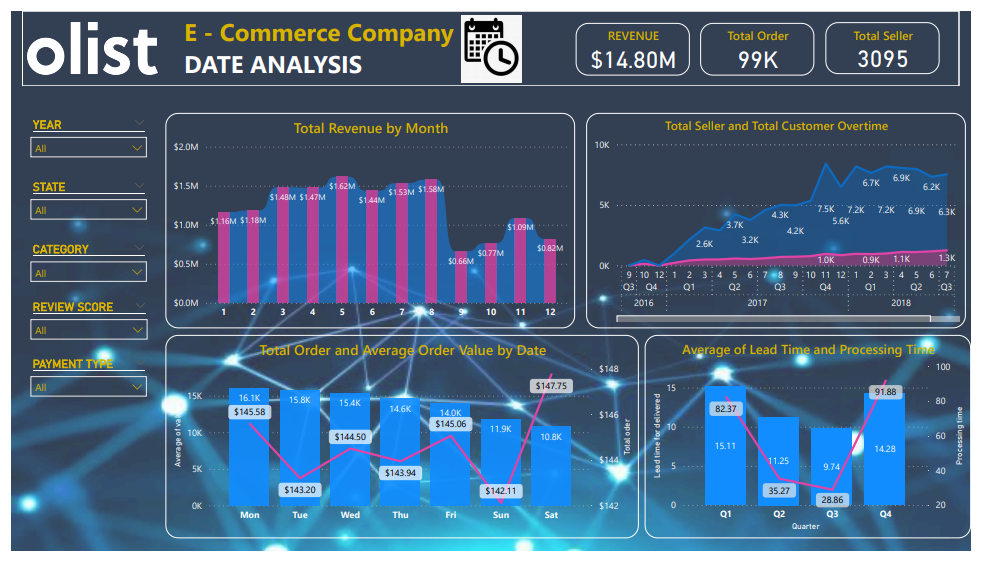 olist
E - Commerce Company
DATE ANALYSIS
REVENUE
$14.80M
Total Order
99K
Total Seller
3095
YEAR
All
STATE
All
CATEGORY
All
REVIEW SCORE
All
PAYMENT TYPE
All
Total Revenue by Month
$2.0M
$1.5M
$1.0M
$0.5M
$0.0M
$1.16M $1.18M $1.48M $1.47M $1.62M $1.44M $1.53M $1.58M $0.66M $0.77M $1.09M $0.82M
1 2 3 4 5 6 7 8 9 10 11 12
Total Seller and Total Customer Overtime
10K
5K
0K
2.6K 3.7K 3.2K 4.3K 4.2K 7.5K 5.6K 7.2K 6.7K 7.2K 6.9K 6.9K 6.2K 6.3K
1.0K 0.9K 1.1K 1.3K
9 10 12 1 2 4 5 6 7 8 9 10 11 12 1 2 3 4 5 6 7
Q3 Q4 Q1 Q2 Q3 Q4 Q1 Q2 Q3
2016 2017 2018
Total Order and Average Order Value by Date
15K
10K
5K
0K
$148
$146
$144
$142
Total oder
16.1K 15.8K 15.4K 14.6K 14.0K 11.9K 10.8K
$145.58 $143.20 $144.50 $143.94 $145.06 $142.11 $147.75
Mon Tue Wed Thu Fri Sun Sat
Average of Lead Time and Processing Time
Lead time for delivered
15
10
5
0
100
80
60
40
20
Processing time
82.37 35.27 28.86 91.88
15.11 11.25 9.74 14.28
Q1 Q2 Q3 Q4
Quarter